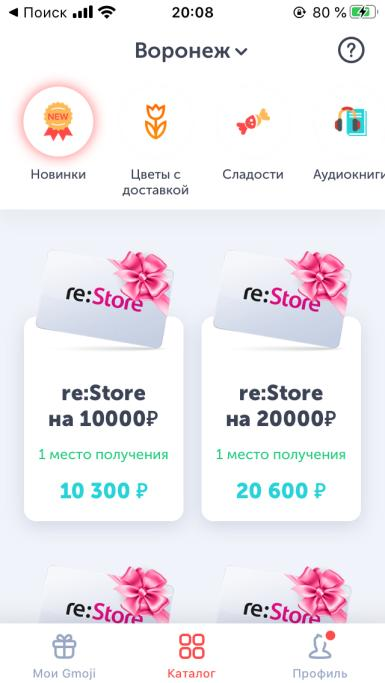 ◀ Поиск 20:08 80 %
Воронеж
?
NEW
Новинки Цветы с доставкой Сладости Аудиокниги
re:Store re:Store
re:Store
на 10000₽
1 место получения
10 300 ₽
re:Store
на 20000₽
1 место получения
20 600 ₽
re:Store re:Store
Мои Gmoji Каталог Профиль